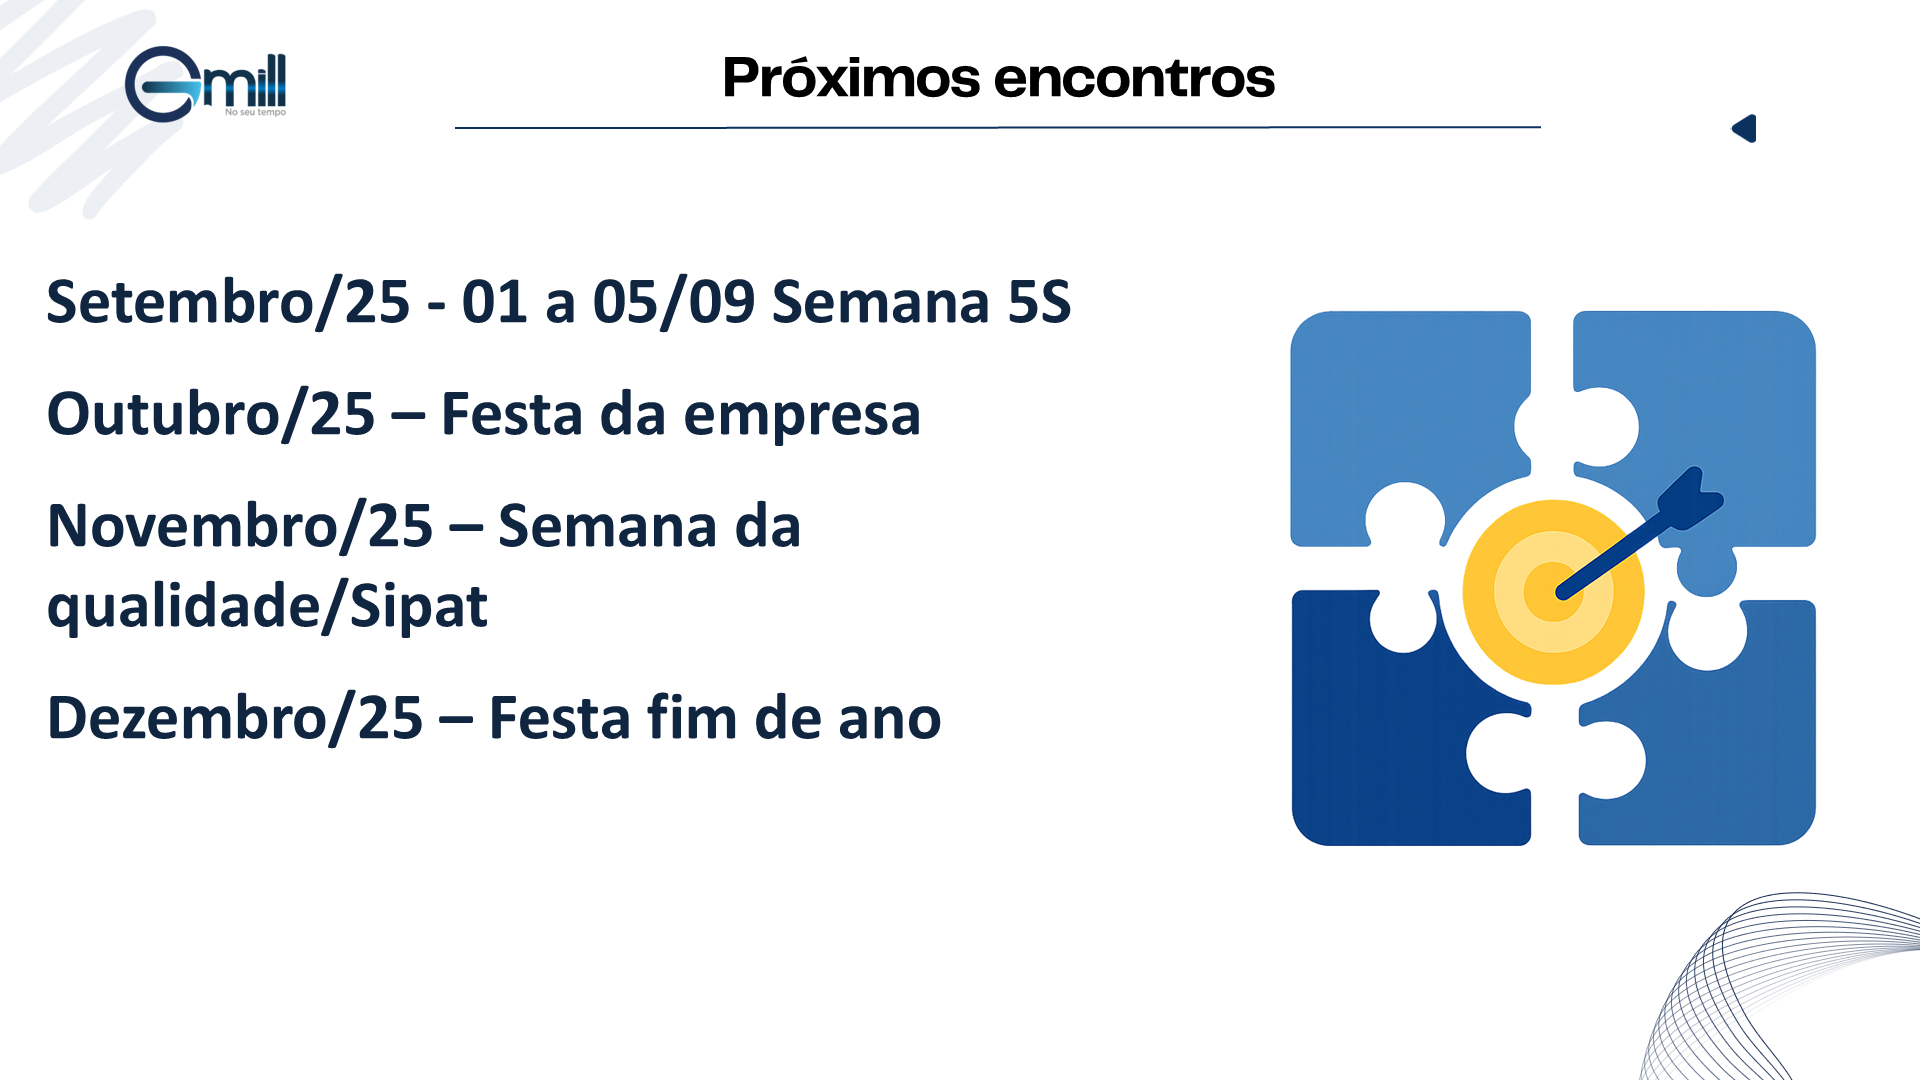 Gmill
No seu tempo
Próximos encontros
Setembro/25 - 01 a 05/09 Semana 5S
Outubro/25 – Festa da empresa
Novembro/25 – Semana da
qualidade/Sipat
Dezembro/25 – Festa fim de ano